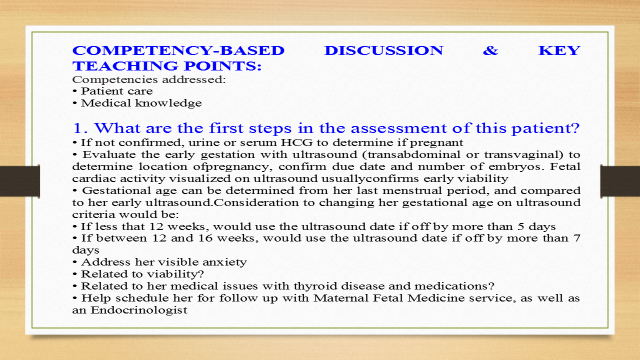 COMPETENCY-BASED DISCUSSION & KEY
TEACHING POINTS:
Competencies addressed:
• Patient care
• Medical knowledge
1. What are the first steps in the assessment of this patient?
• If not confirmed, urine or serum HCG to determine if pregnant
• Evaluate the early gestation with ultrasound (transabdominal or transvaginal) to
determine location ofpregnancy, confirm due date and number of embryos. Fetal
cardiac activity visualized on ultrasound usuallyconfirms early viability
• Gestational age can be determined from her last menstrual period, and compared
to her early ultrasound.Consideration to changing her gestational age on ultrasound
criteria would be:
• If less that 12 weeks, would use the ultrasound date if off by more than 5 days
• If between 12 and 16 weeks, would use the ultrasound date if off by more than 7
days
• Address her visible anxiety
• Related to viability?
• Related to her medical issues with thyroid disease and medications?
• Help schedule her for follow up with Maternal Fetal Medicine service, as well as
an Endocrinologist